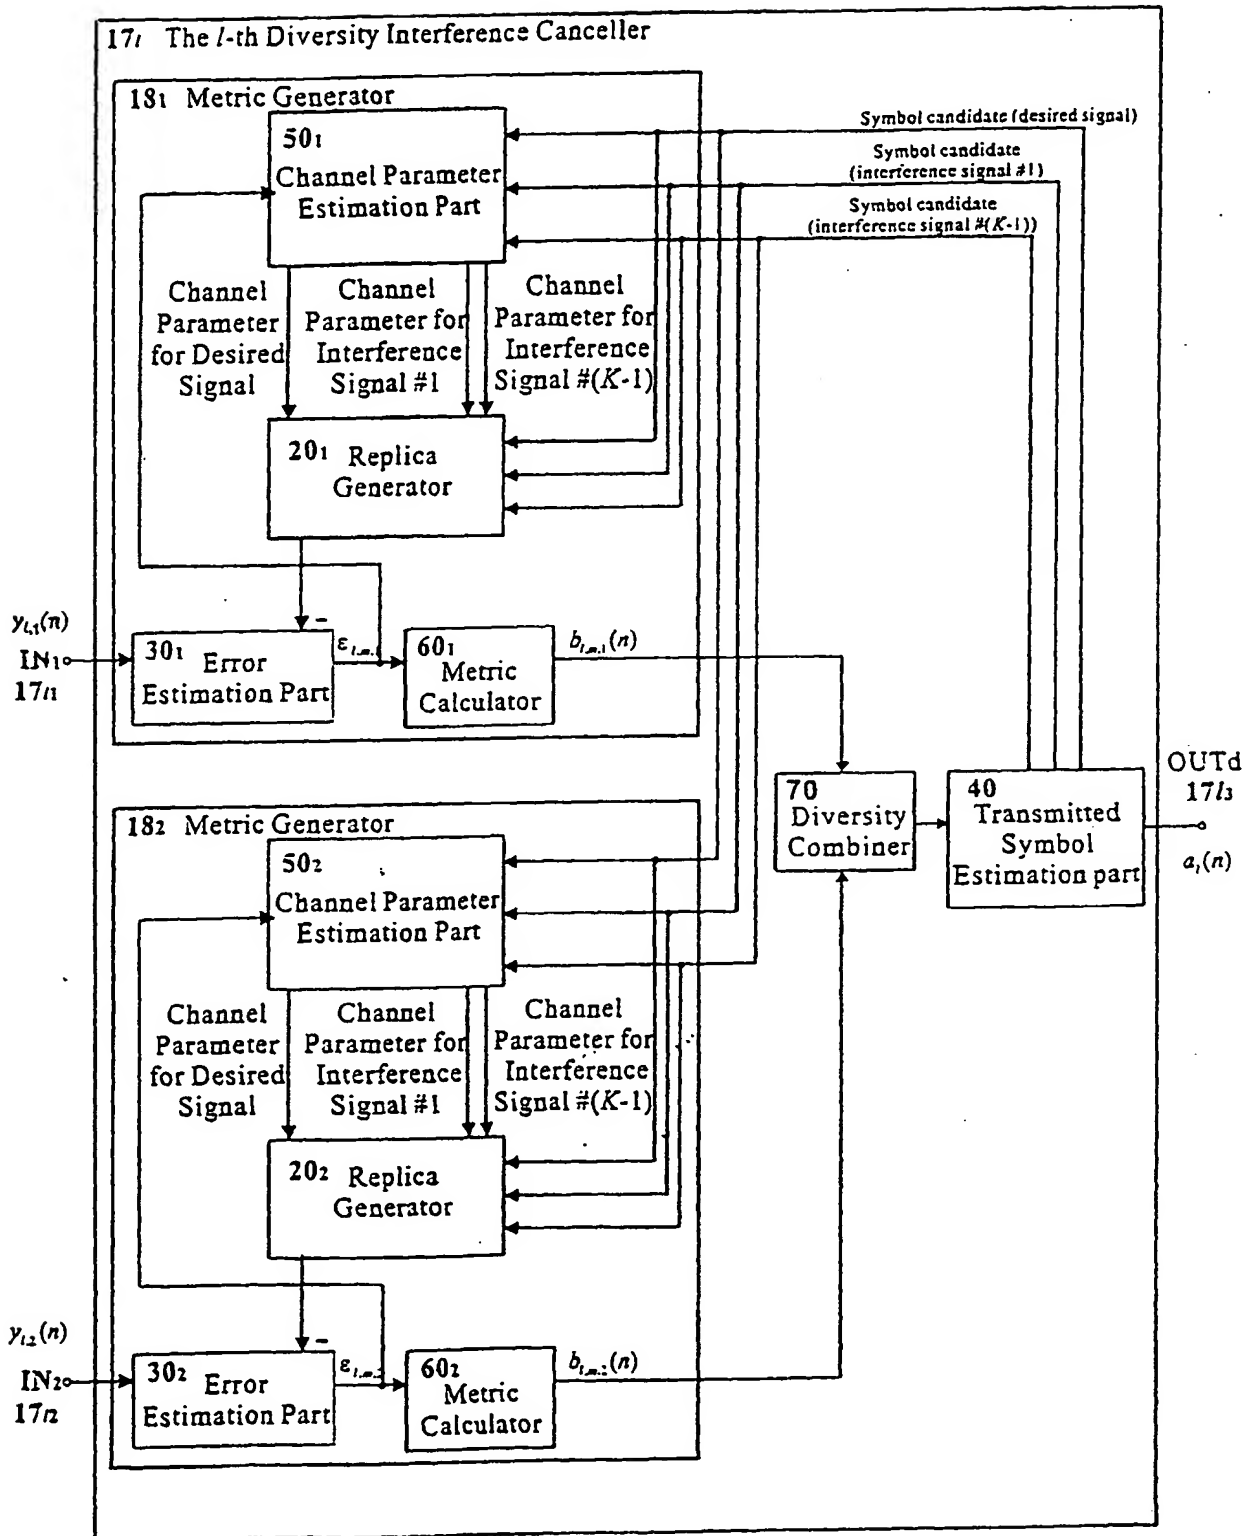 17l The l-th Diversity Interference Canceller
181 Metric Generator
501
Channel Parameter
Estimation Part
Symbol candidate (desired signal)
Symbol candidate
(interference signal #1)
Symbol candidate
(interference signal #(K-1))
Channel
Parameter
for Desired
Signal
Channel
Parameter for
Interference
Signal #1
Channel
Parameter for
Interference
Signal #(K-1)
201 Replica
Generator
yl,1(n)
IN1
17l1
301 Error
Estimation Part
−
εl,m,1
601
Metric
Calculator
bl,m,1(n)
70
Diversity
Combiner
40
Transmitted
Symbol
Estimation part
OUTd
17l3
al(n)
182 Metric Generator
502
Channel Parameter
Estimation Part
Channel
Parameter
for Desired
Signal
Channel
Parameter for
Interference
Signal #1
Channel
Parameter for
Interference
Signal #(K-1)
202 Replica
Generator
yl,2(n)
IN2
17l2
302 Error
Estimation Part
−
εl,m,2
602
Metric
Calculator
bl,m,2(n)